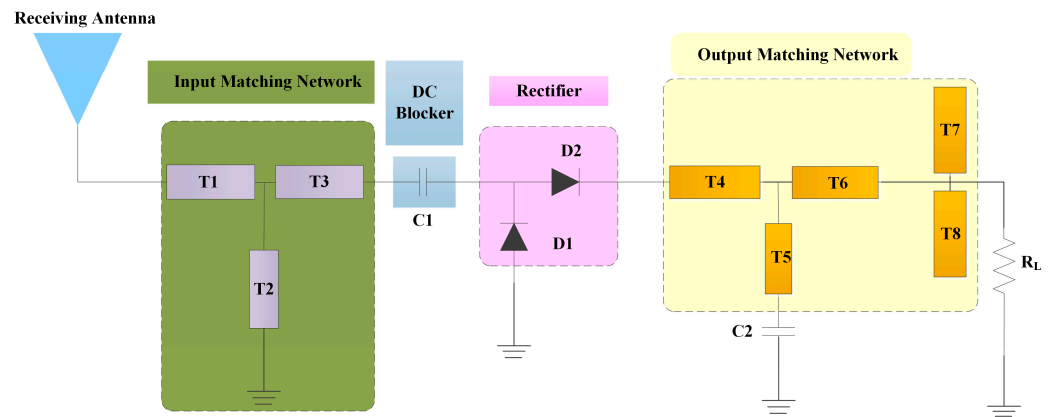 Receiving Antenna
Input Matching Network
DC
Blocker
Rectifier
Output Matching Network
T1
T3
T2
C1
D2
D1
T4
T6
T5
T7
T8
C2
RL